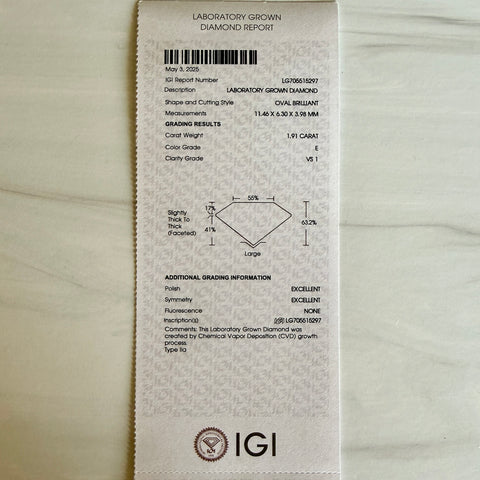 LABORATORY GROWN
DIAMOND REPORT
May 3, 2025
IGI Report Number LG705515297
Description LABORATORY GROWN DIAMOND
Shape and Cutting Style OVAL BRILLIANT
Measurements 11.46 X 6.30 X 3.98 MM
GRADING RESULTS
Carat Weight 1.91 CARAT
Color Grade E
Clarity Grade VS 1
55%
17%
Slightly
Thick To
Thick
(Faceted)
41%
63.2%
Large
ADDITIONAL GRADING INFORMATION
Polish EXCELLENT
Symmetry EXCELLENT
Fluorescence NONE
Inscription(s) LG705515297
Comments: This Laboratory Grown Diamond was
created by Chemical Vapor Deposition (CVD) growth
process.
Type IIa
IGI